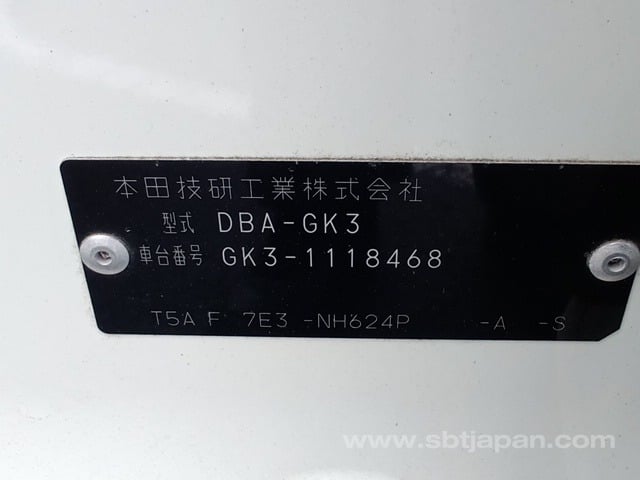 本田技研工業株式会社
型式 DBA-GK3
車台番号 GK3-1118468
T5A F 7E3 -NH624P -A -S
www.sbtjapan.com